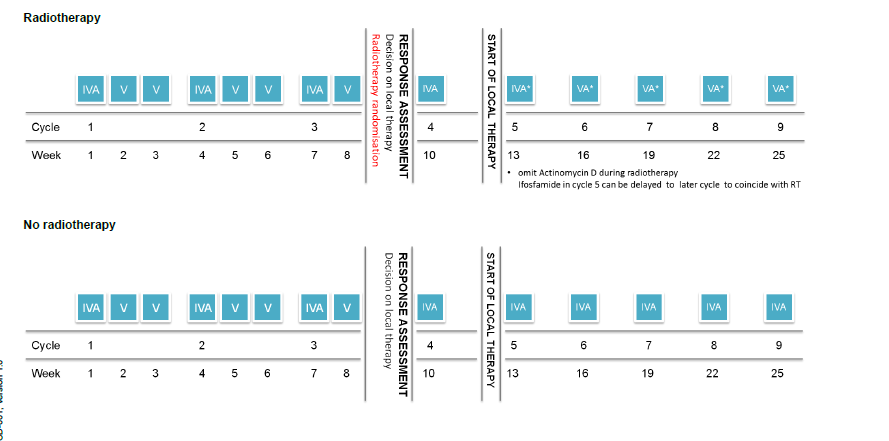 Radiotherapy
IVA V V IVA V V IVA V IVA IVA* VA* VA* VA* VA*
RESPONSE ASSESSMENT
Decision on local therapy
Radiotherapy randomisation
START OF LOCAL THERAPY
Cycle 1 2 3 4 5 6 7 8 9
Week 1 2 3 4 5 6 7 8 10 13 16 19 22 25
• omit Actinomycin D during radiotherapy
Ifosfamide in cycle 5 can be delayed to later cycle to coincide with RT
No radiotherapy
IVA V V IVA V V IVA V IVA IVA IVA IVA IVA IVA
RESPONSE ASSESSMENT
Decision on local therapy
START OF LOCAL THERAPY
Cycle 1 2 3 4 5 6 7 8 9
Week 1 2 3 4 5 6 7 8 10 13 16 19 22 25